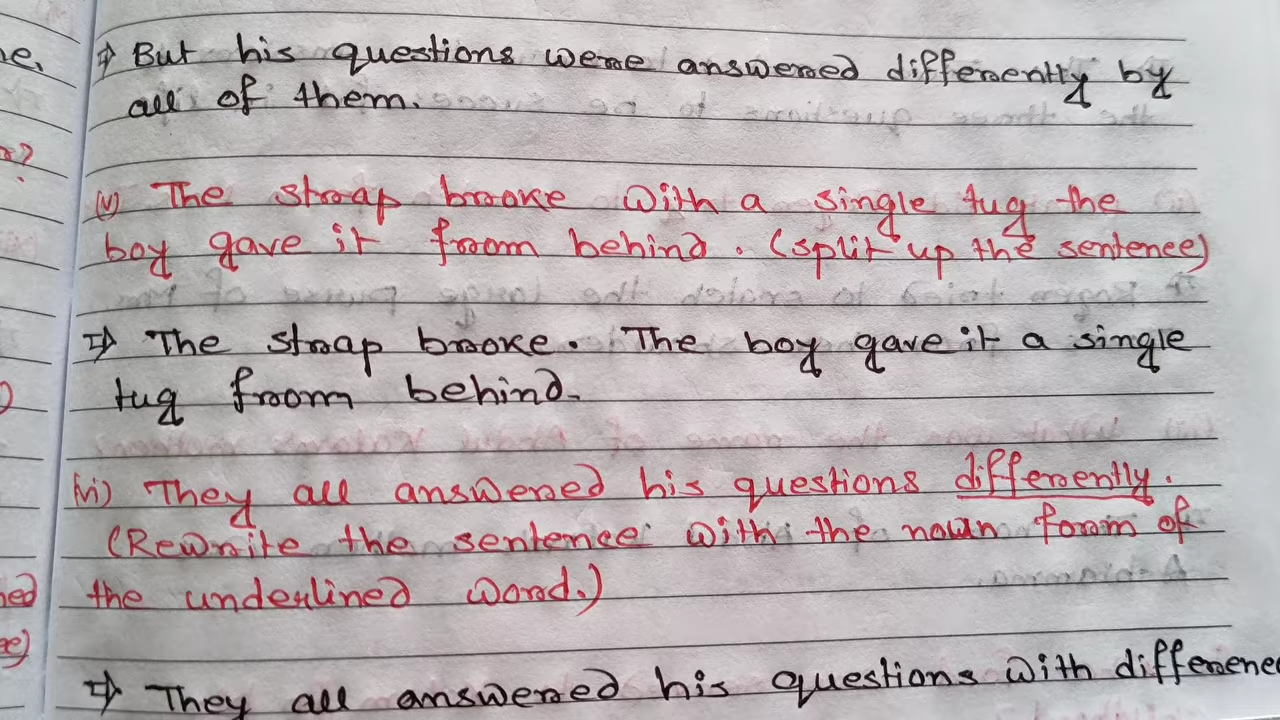 ⇒ But his questions were answered differently by
all of them.
(v) The strap broke with a single tug the
boy gave it from behind. (split up the sentence)
⇒ The strap broke. The boy gave it a single
tug from behind.
(vi) They all answered his questions differently.
(Rewrite the sentence with the noun form of
the underlined word.)
⇒ They all answered his questions with difference